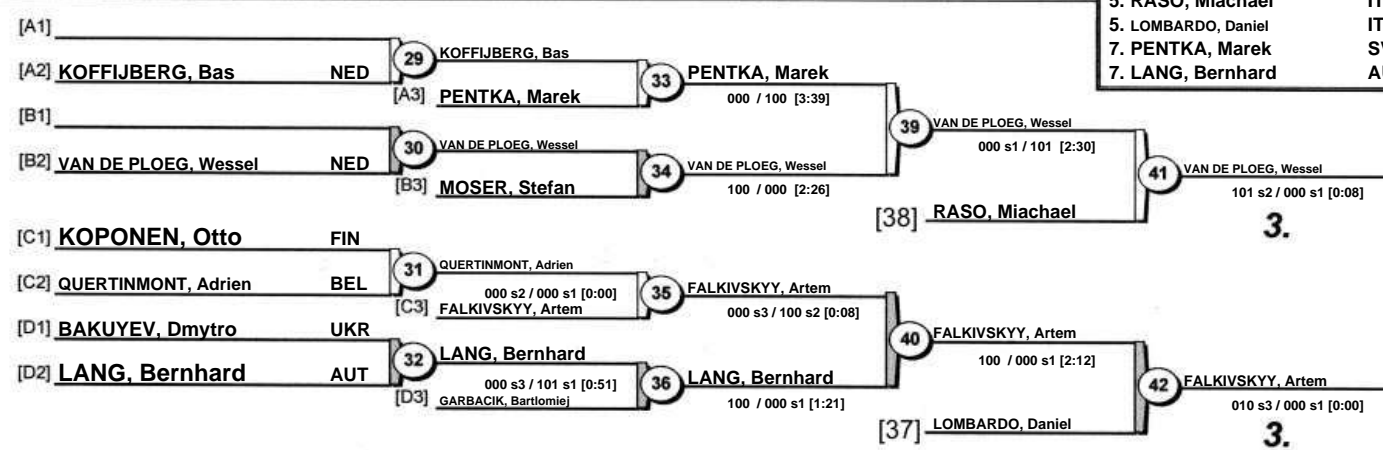 5. RASO, Miachael IT
5. LOMBARDO, Daniel IT
7. PENTKA, Marek
7. LANG, Bernhard
[A1]
[A2] KOFFIJBERG, Bas NED
29
KOFFIJBERG, Bas
[A3] PENTKA, Marek
33
PENTKA, Marek
000 / 100 [3:39]
[B1]
[B2] VAN DE PLOEG, Wessel NED
30
VAN DE PLOEG, Wessel
[B3] MOSER, Stefan
34
VAN DE PLOEG, Wessel
100 / 000 [2:26]
39
VAN DE PLOEG, Wessel
000 s1 / 101 [2:30]
[38] RASO, Miachael
41
VAN DE PLOEG, Wessel
101 s2 / 000 s1 [0:08]
3.
[C1] KOPONEN, Otto FIN
[C2] QUERTINMONT, Adrien BEL
31
QUERTINMONT, Adrien
000 s2 / 000 s1 [0:00]
[C3] FALKIVSKYY, Artem
35
FALKIVSKYY, Artem
000 s3 / 100 s2 [0:08]
[D1] BAKUYEV, Dmytro UKR
[D2] LANG, Bernhard AUT
32
LANG, Bernhard
000 s3 / 101 s1 [0:51]
[D3] GARBACIK, Bartlomiej
36
LANG, Bernhard
100 / 000 s1 [1:21]
40
FALKIVSKYY, Artem
100 / 000 s1 [2:12]
[37] LOMBARDO, Daniel
42
FALKIVSKYY, Artem
010 s3 / 000 s1 [0:00]
3.